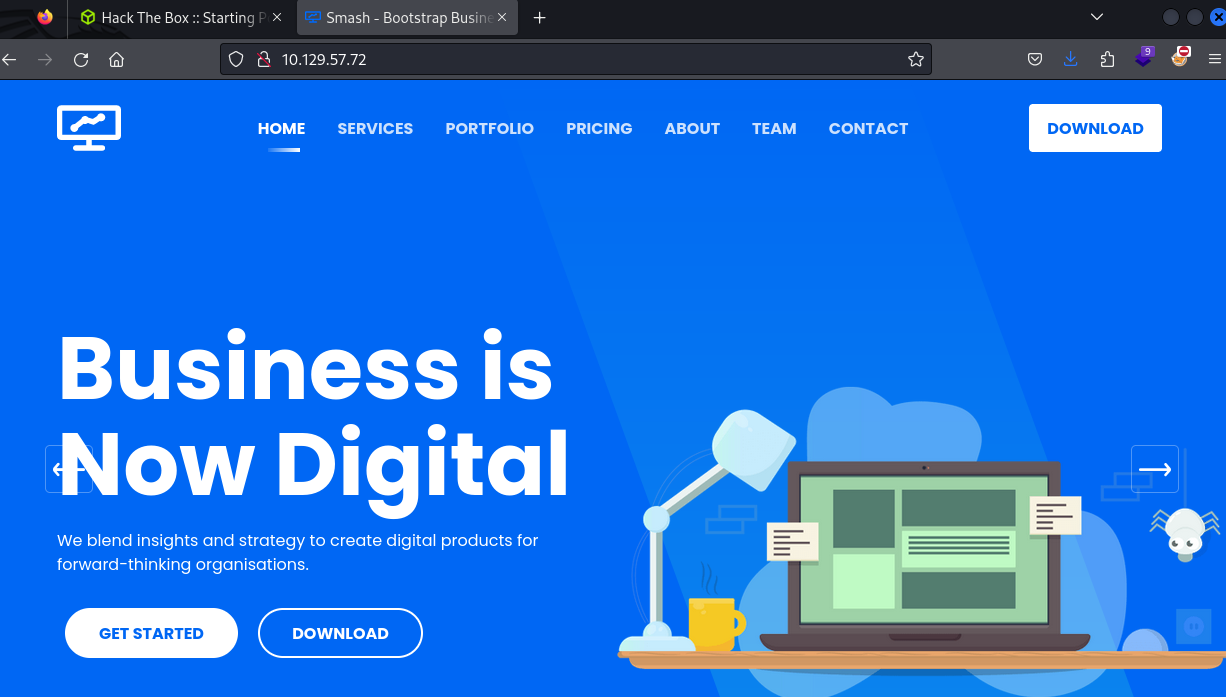 Hack The Box :: Starting P
Smash - Bootstrap Busine
10.129.57.72
9
HOME
SERVICES
PORTFOLIO
PRICING
ABOUT
TEAM
CONTACT
DOWNLOAD
Business is
Now Digital
We blend insights and strategy to create digital products for
forward-thinking organisations.
GET STARTED
DOWNLOAD